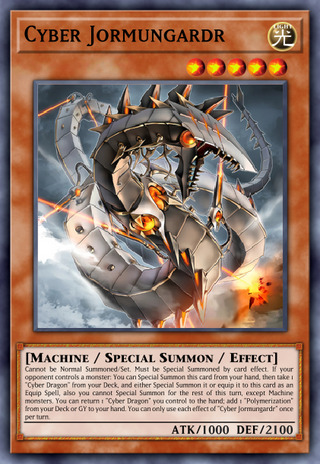 Cyber Jormungardr
LIGHT
光
[Machine / Special Summon / Effect]
Cannot be Normal Summoned/Set. Must be Special Summoned by card effect. If your
opponent controls a monster: You can Special Summon this card from your hand, then take 1
"Cyber Dragon" from your Deck, and either Special Summon it or equip it to this card as an
Equip Spell, also you cannot Special Summon for the rest of this turn, except Machine
monsters. You can return 1 "Cyber Dragon" you control to the hand; add 1 "Polymerization"
from your Deck or GY to your hand. You can only use each effect of "Cyber Jormungardr" once
per turn.
ATK/1000 DEF/2100